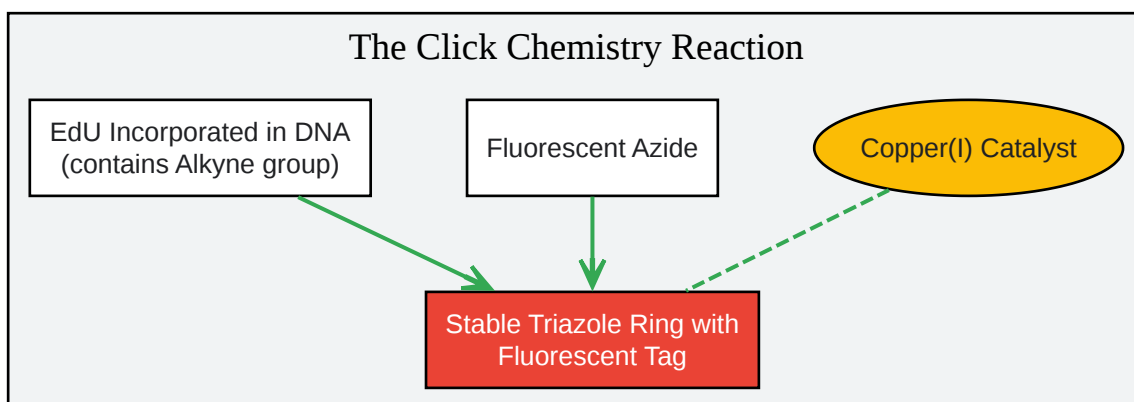 The Click Chemistry Reaction
EdU Incorporated in DNA
(contains Alkyne group)
Fluorescent Azide
Copper(I) Catalyst
Stable Triazole Ring with
Fluorescent Tag